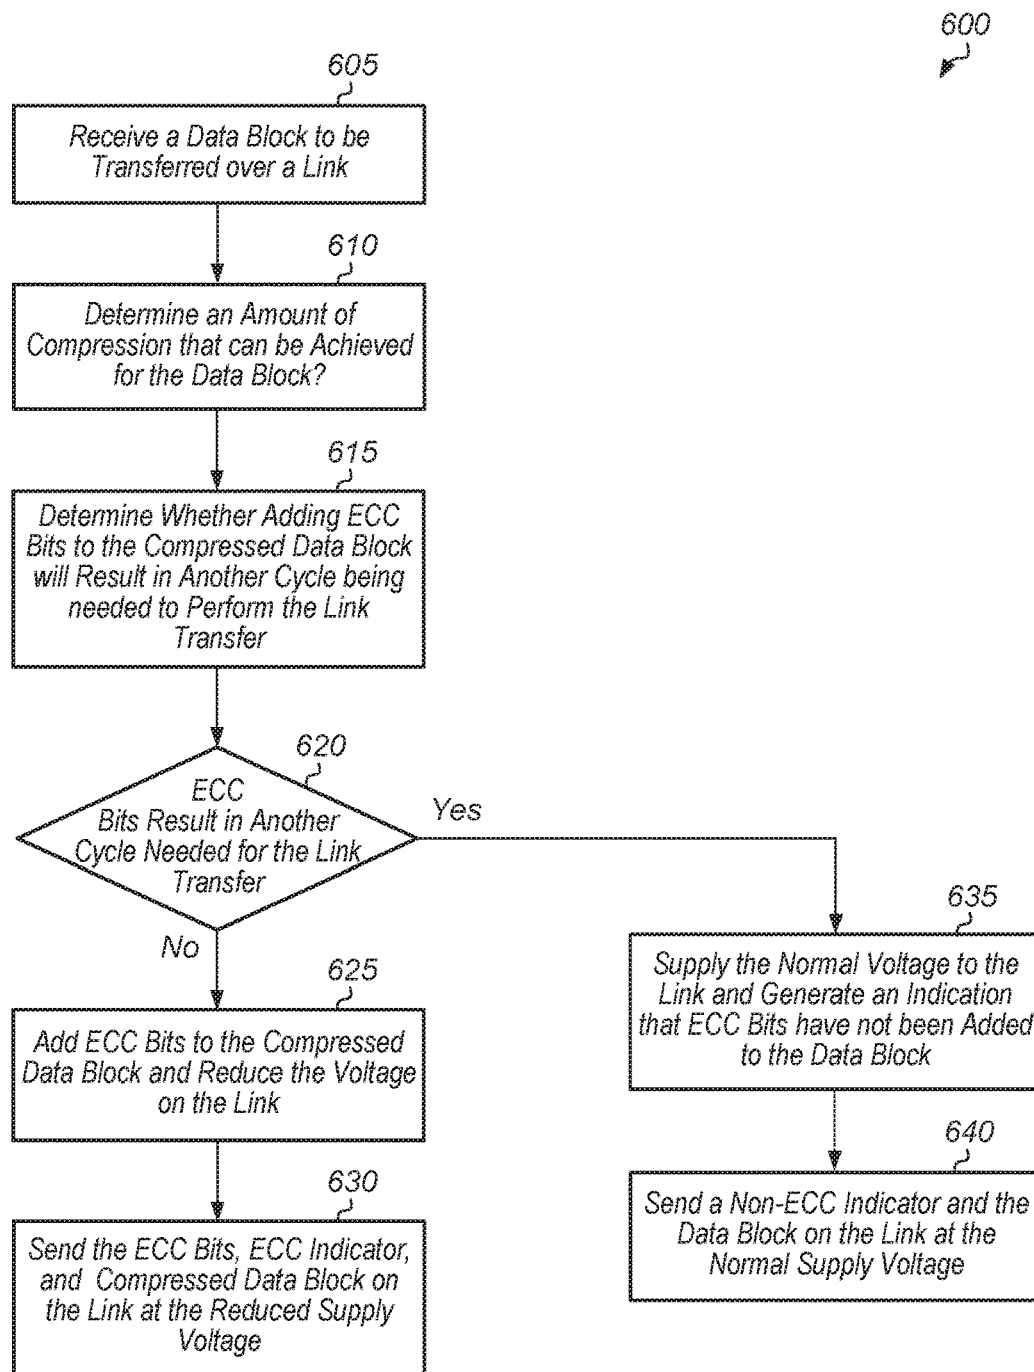 600
605
Receive a Data Block to be
Transferred over a Link
610
Determine an Amount of
Compression that can be Achieved
for the Data Block?
615
Determine Whether Adding ECC
Bits to the Compressed Data Block
will Result in Another Cycle being
needed to Perform the Link
Transfer
620
ECC
Bits Result in Another
Cycle Needed for the Link
Transfer
Yes
No
625
Add ECC Bits to the Compressed
Data Block and Reduce the Voltage
on the Link
630
Send the ECC Bits, ECC Indicator,
and Compressed Data Block on
the Link at the Reduced Supply
Voltage
635
Supply the Normal Voltage to the
Link and Generate an Indication
that ECC Bits have not been Added
to the Data Block
640
Send a Non-ECC Indicator and the
Data Block on the Link at the
Normal Supply Voltage